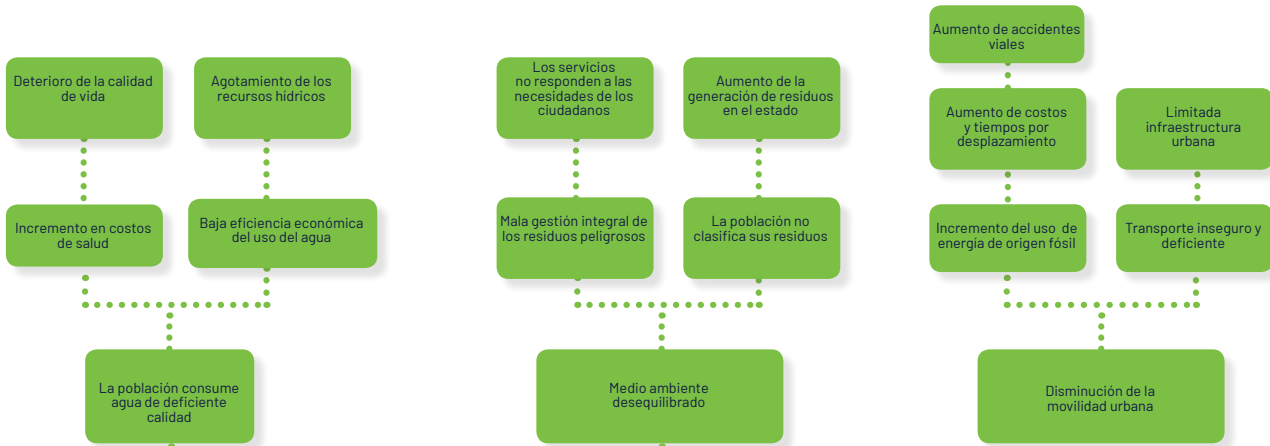 Deterioro de la calidad
de vida
Agotamiento de los
recursos hídricos
Incremento en costos
de salud
Baja eficiencia económica
del uso del agua
La población consume
agua de deficiente
calidad
Los servicios
no responden a las
necesidades de los
ciudadanos
Aumento de la
generación de residuos
en el estado
Mala gestión integral de
los residuos peligrosos
La población no
clasifica sus residuos
Medio ambiente
desequilibrado
Aumento de accidentes
viales
Aumento de costos
y tiempos por
desplazamiento
Limitada
infraestructura
urbana
Incremento del uso de
energía de origen fósil
Transporte inseguro y
deficiente
Disminución de la
movilidad urbana